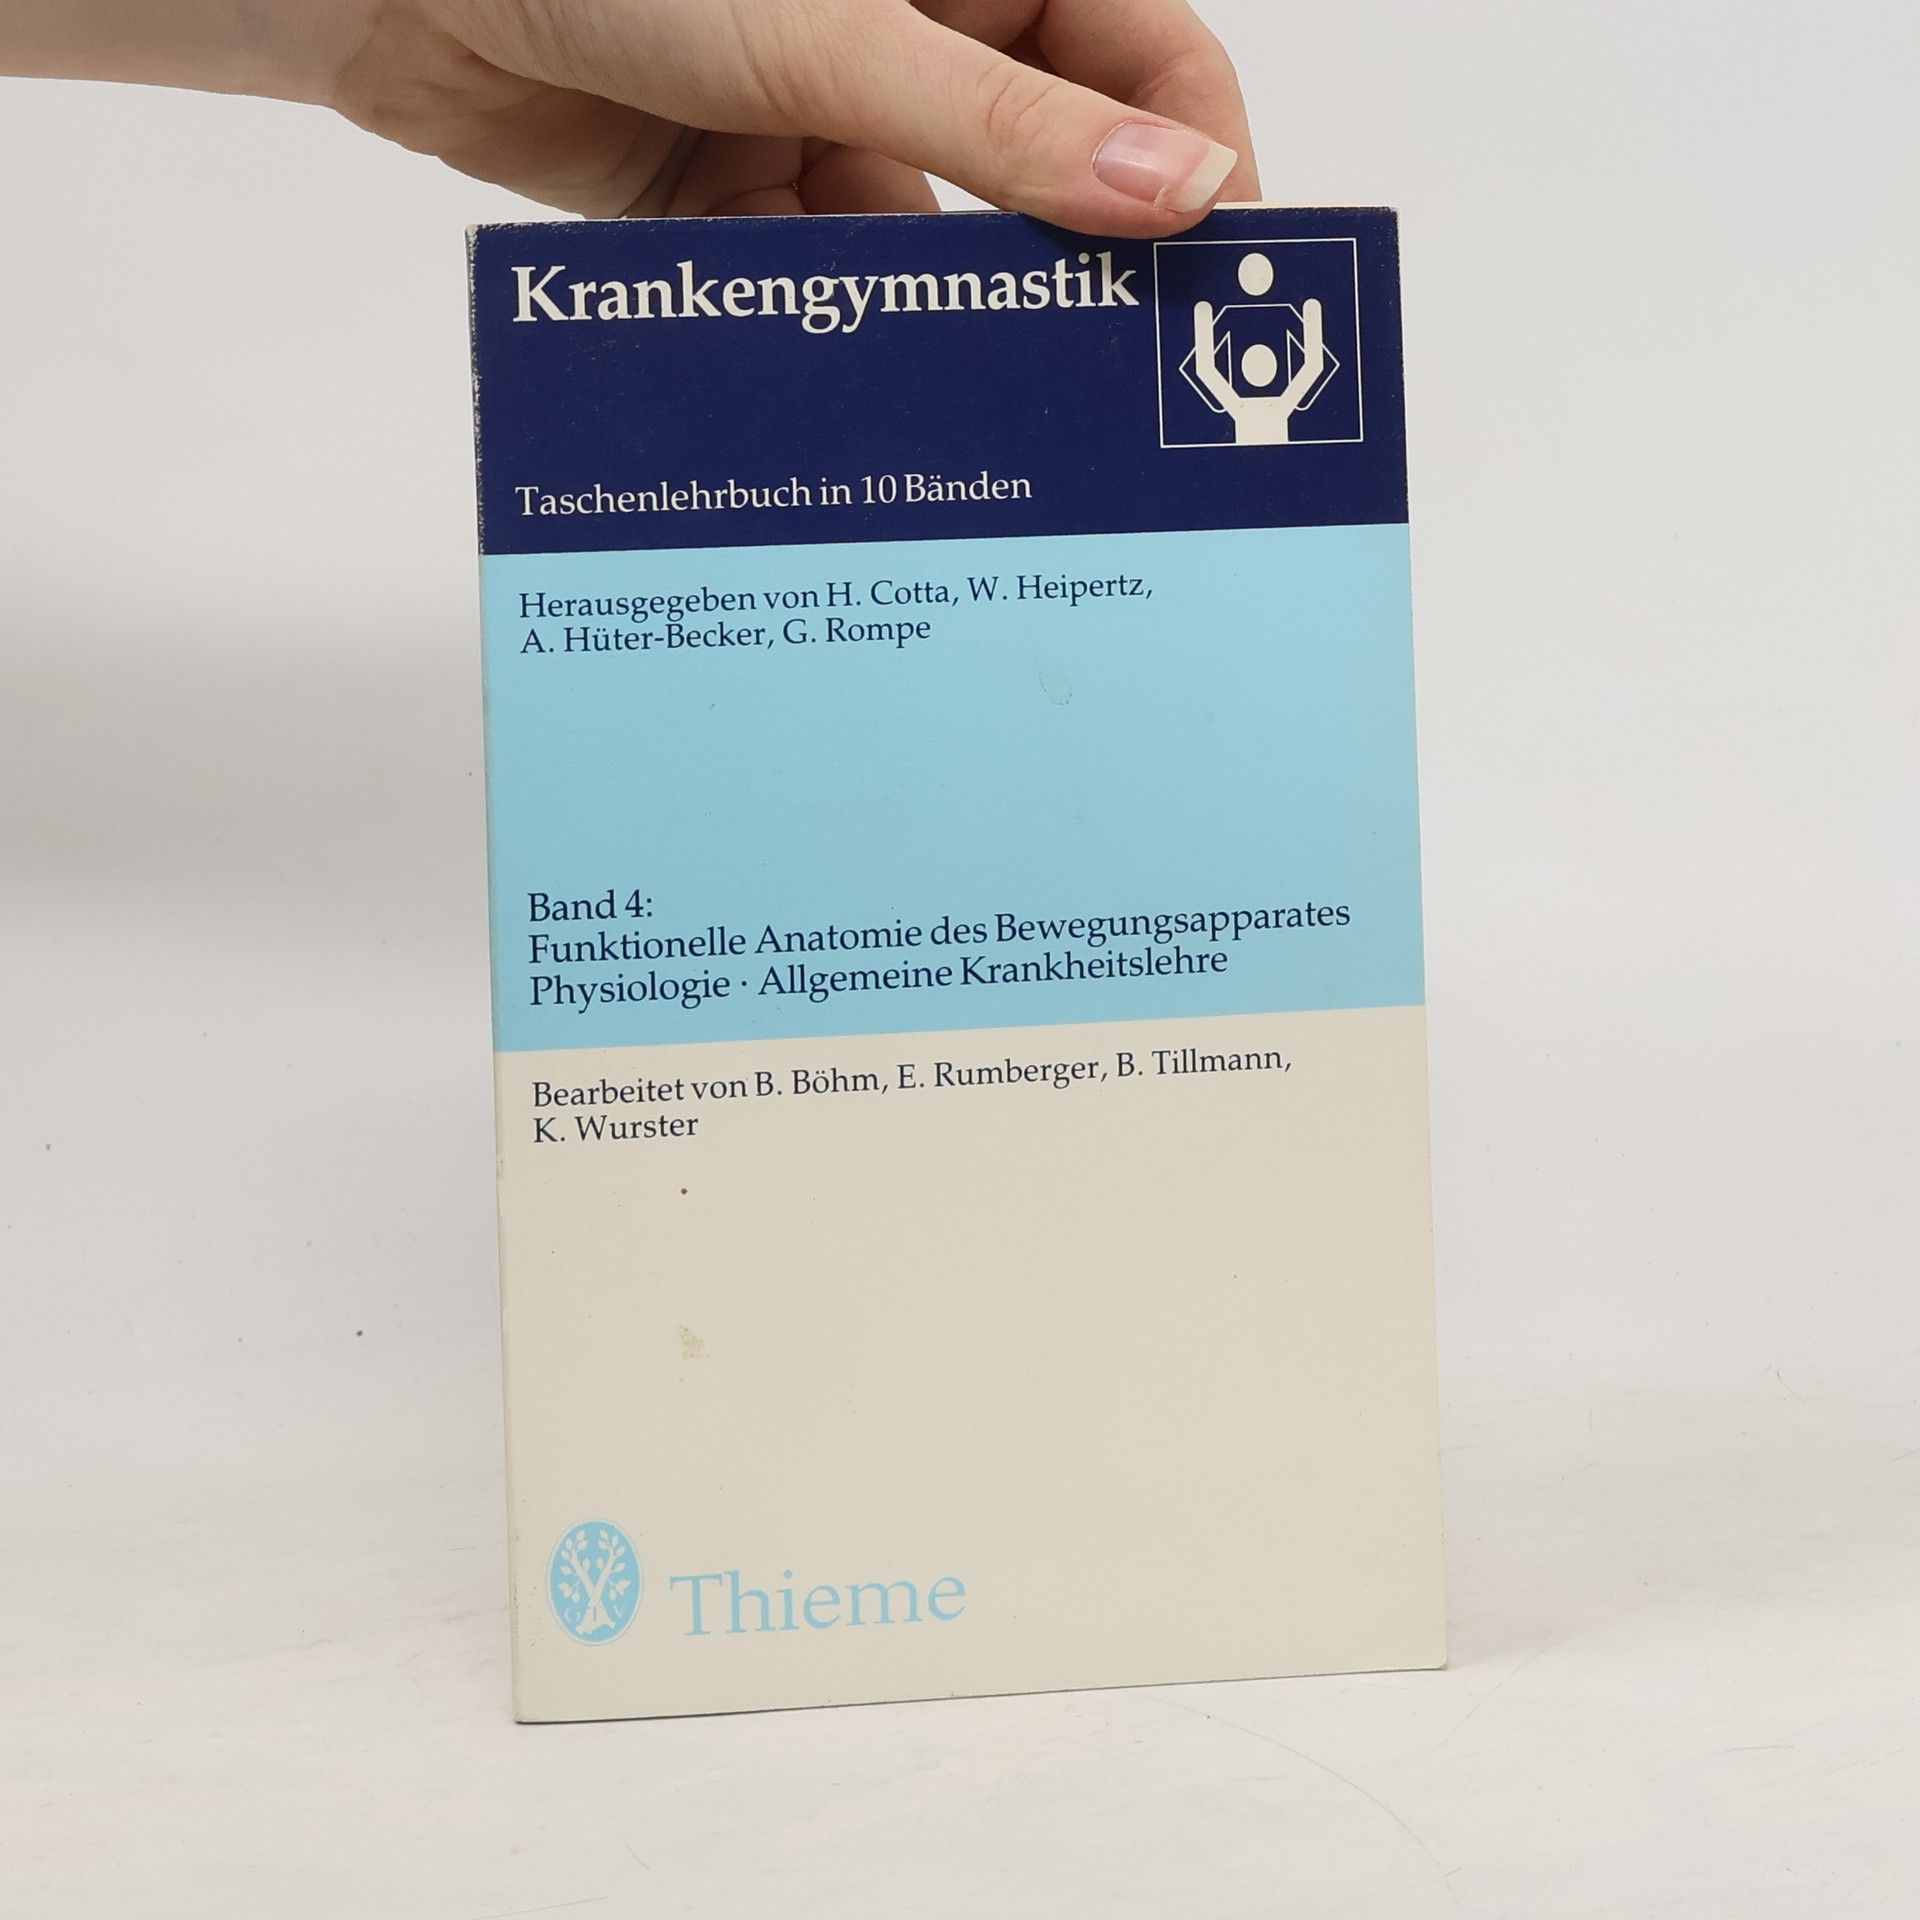 Krankengymnastik
Taschenlehrbuch in 10 Bänden
Herausgegeben von H. Cotta, W. Heipertz,
A. Hüter-Becker, G. Rompe
Band 4:
Funktionelle Anatomie des Bewegungsapparates
Physiologie · Allgemeine Krankheitslehre
Bearbeitet von B. Böhm, E. Rumberger, B. Tillmann,
K. Wurster
Thieme